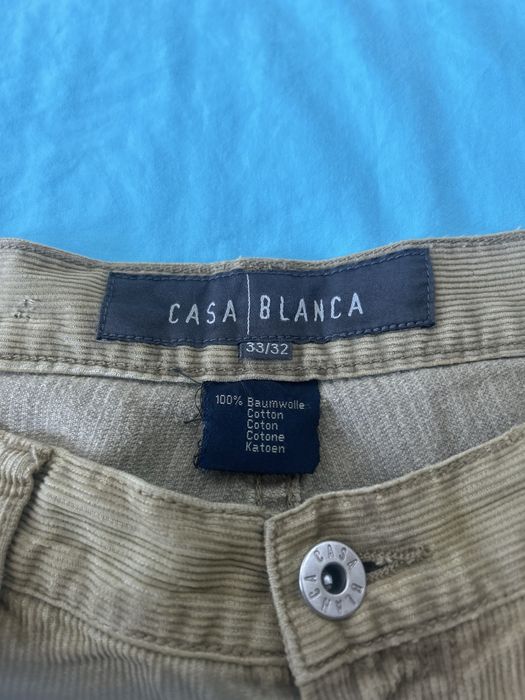 CASA BLANCA
33/32
100% Baumwolle
Cotton
Coton
Cotone
Katoen
CASA BLANCA